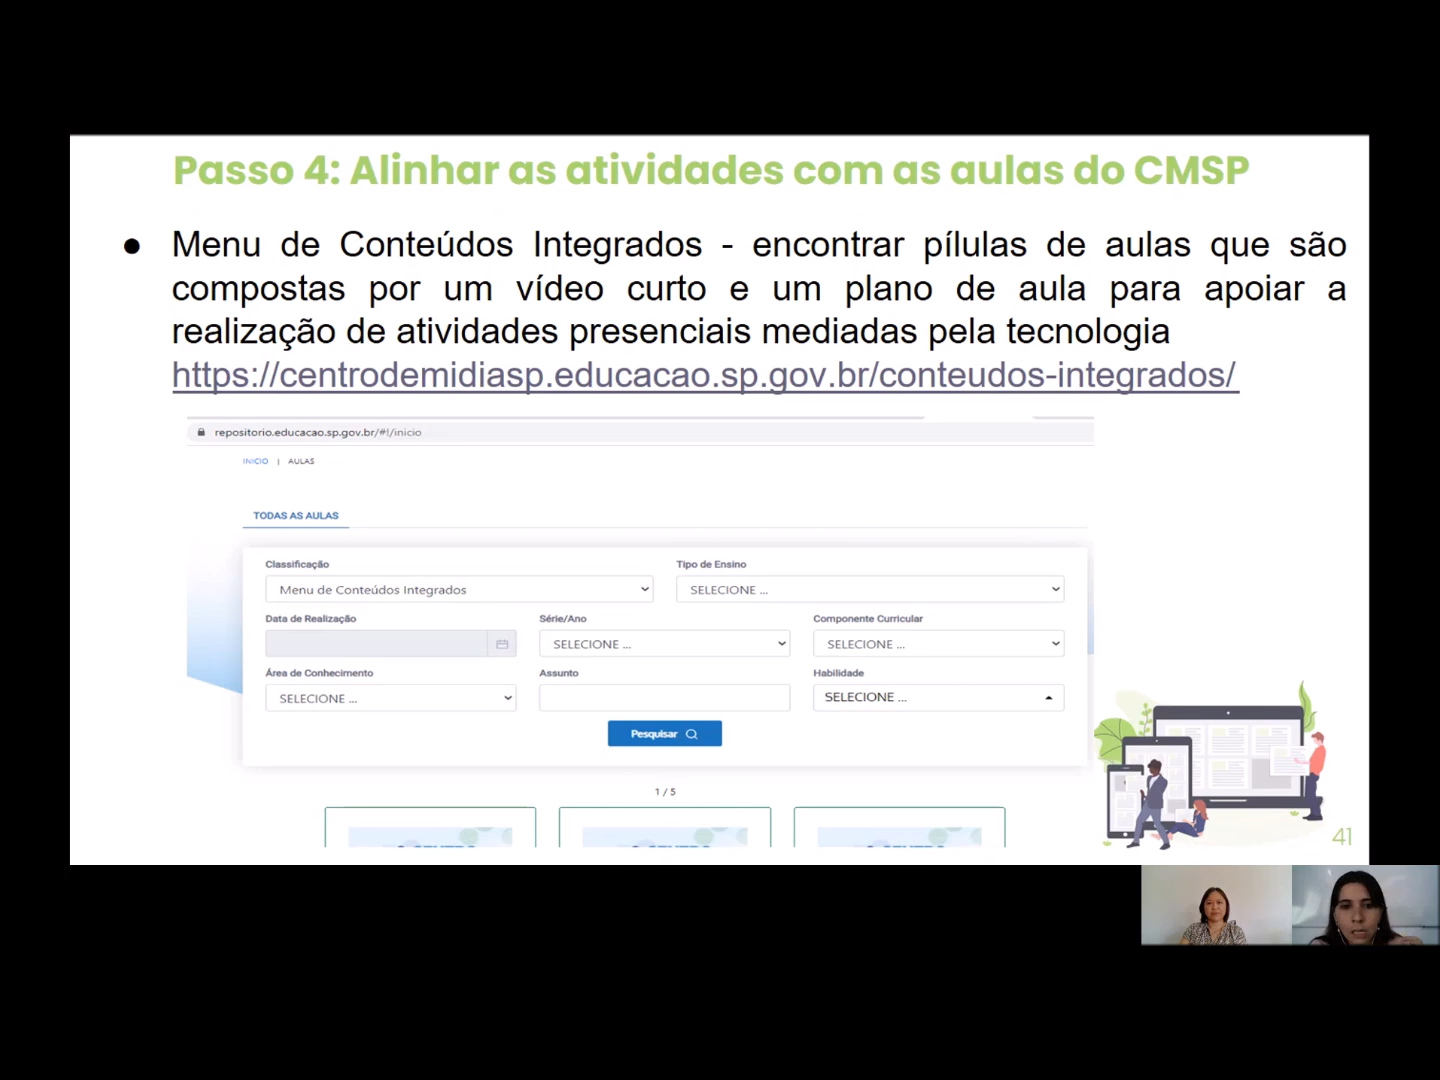 Passo 4: Alinhar as atividades com as aulas do CMSP
● Menu de Conteúdos Integrados - encontrar pílulas de aulas que são
compostas por um vídeo curto e um plano de aula para apoiar a
realização de atividades presenciais mediadas pela tecnologia
https://centrodemidiasp.educacao.sp.gov.br/conteudos-integrados/
repositorio.educacao.sp.gov.br/#!/inicio
INICIO | AULAS
TODAS AS AULAS
Classificação Tipo de Ensino
Menu de Conteúdos Integrados SELECIONE ...
Data de Realização Série/Ano Componente Curricular
SELECIONE ... SELECIONE ...
Área de Conhecimento Assunto Habilidade
SELECIONE ... SELECIONE ...
Pesquisar
1 / 5
41